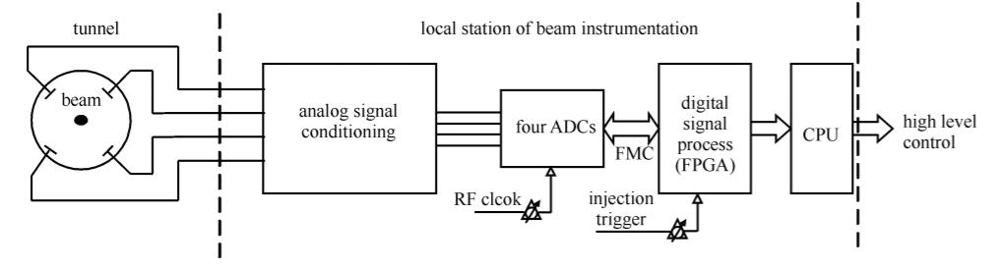 tunnel
local station of beam instrumentation
beam
analog signal
conditioning
four ADCs
FMC
digital
signal
process
(FPGA)
CPU
high level
control
RF clcok
injection
trigger